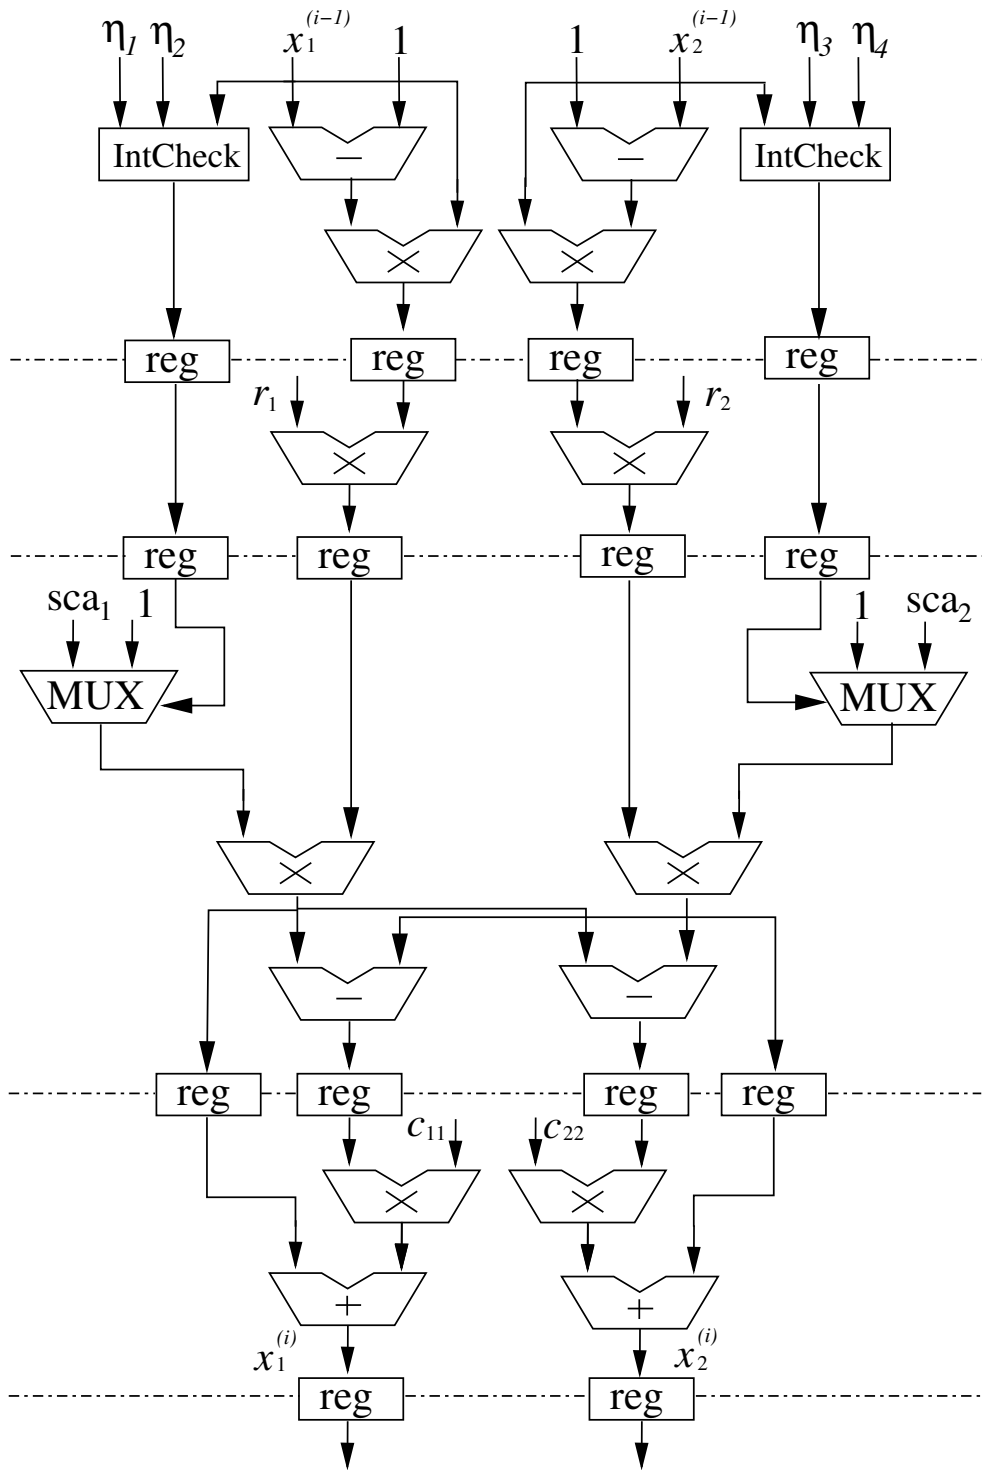 η₁ η₂ x₁⁽ⁱ⁻¹⁾ 1 1 x₂⁽ⁱ⁻¹⁾ η₃ η₄
IntCheck − − IntCheck
× ×
reg reg reg reg
r₁ r₂
× ×
reg reg reg reg
sca₁ 1 1 sca₂
MUX MUX
× ×
− −
reg reg reg reg
c₁₁ c₂₂
× ×
+ +
x₁⁽ⁱ⁾ x₂⁽ⁱ⁾
reg reg